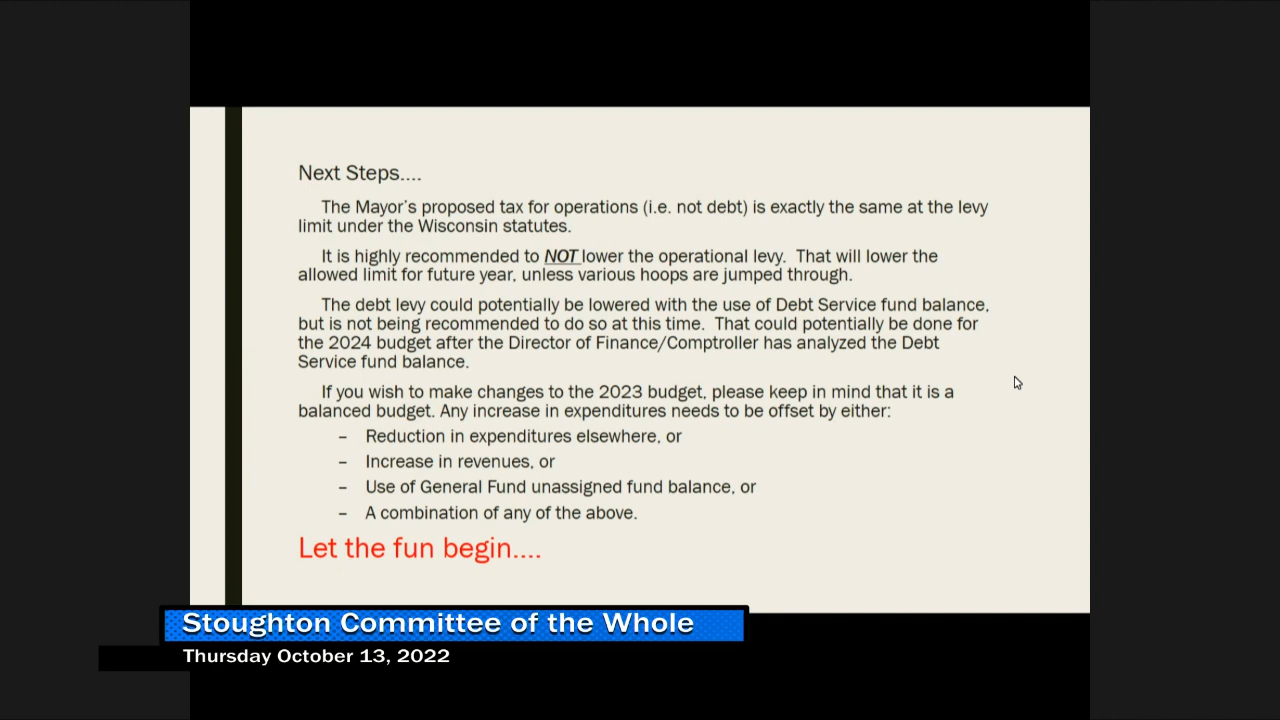 Next Steps....
The Mayor's proposed tax for operations (i.e. not debt) is exactly the same at the levy
limit under the Wisconsin statutes.
It is highly recommended to NOT lower the operational levy. That will lower the
allowed limit for future year, unless various hoops are jumped through.
The debt levy could potentially be lowered with the use of Debt Service fund balance,
but is not being recommended to do so at this time. That could potentially be done for
the 2024 budget after the Director of Finance/Comptroller has analyzed the Debt
Service fund balance.
If you wish to make changes to the 2023 budget, please keep in mind that it is a
balanced budget. Any increase in expenditures needs to be offset by either:
– Reduction in expenditures elsewhere, or
– Increase in revenues, or
– Use of General Fund unassigned fund balance, or
– A combination of any of the above.
Let the fun begin....
Stoughton Committee of the Whole
Thursday October 13, 2022